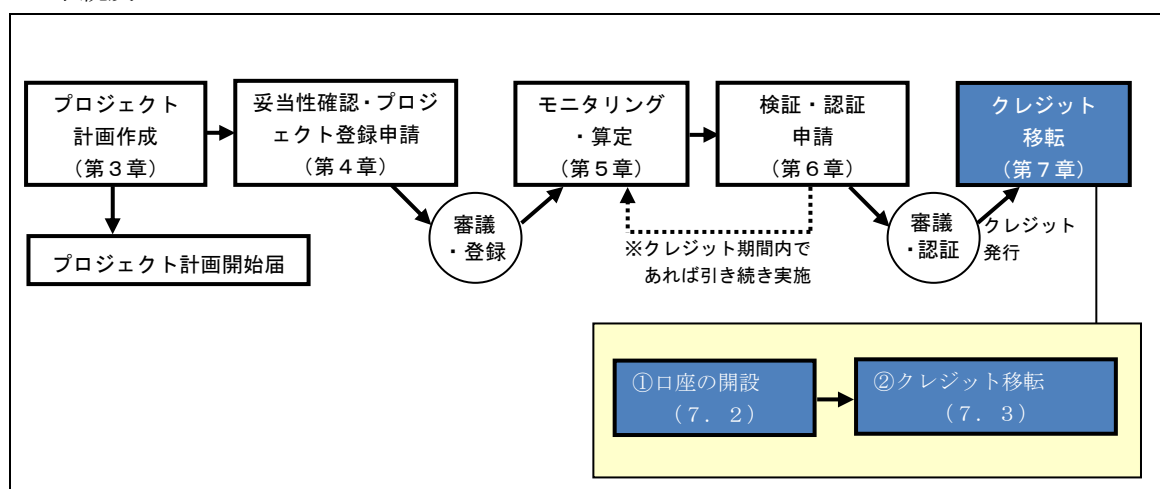 プロジェクト
計画作成
（第３章）
妥当性確認・プロジ
ェクト登録申請
（第４章）
モニタリング
・算定
（第５章）
検証・認証
申請
（第６章）
クレジット
移転
（第７章）
プロジェクト計画開始届
審議
・登録
※クレジット期間内で
あれば引き続き実施
審議
・認証
クレジット
発行
①口座の開設
（７．２）
②クレジット移転
（７．３）